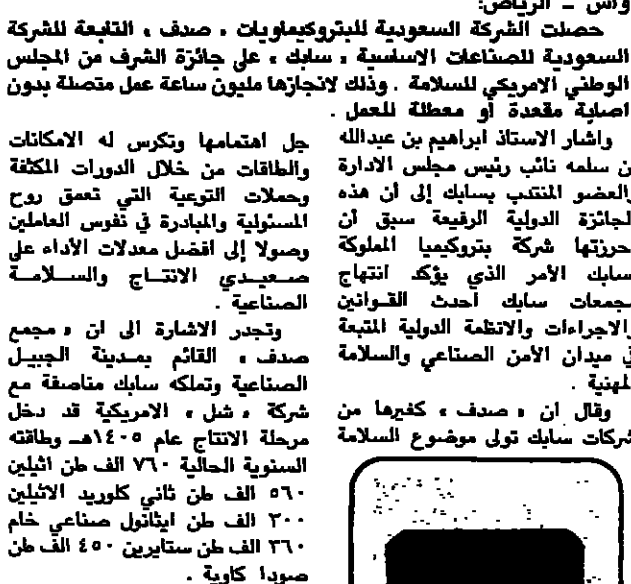 واس - الرياض:
حصلت الشركة السعودية للبتروكيماويات « صدف » التابعة للشركة
السعودية للصناعات الاساسية « سابك » على جائزة الشرف من المجلس
الوطني الامريكي للسلامة . وذلك لانجازها مليون ساعة عمل متصلة بدون
اصابة مقعدة أو معطلة للعمل .
واشار الاستاذ ابراهيم بن عبدالله
بن سلمه نائب رئيس مجلس الادارة
والعضو المنتدب بسابك إلى أن هذه
الجائزة الدولية الرفيعة سبق أن
احرزتها شركة بتروكيميا المملوكة
لسابك الأمر الذي يؤكد انتهاج
مجمعات سابك احدث القوانين
والاجراءات والانظمة الدولية المتبعة
في ميدان الأمن الصناعي والسلامة
المهنية .
وقال ان « صدف » كغيرها من
شركات سابك تولى موضوع السلامة
جل اهتمامها وتكرس له الامكانات
والطاقات من خلال الدورات المكثفة
وحملات التوعية التي تعمق روح
المسئولية والمبادرة في نفوس العاملين
وصولا إلى افضل معدلات الأداء على
صعيدي الانتاج والسلامة
الصناعية .
وتجدر الاشارة الى ان « مجمع
صدف » القائم بمدينة الجبيل
الصناعية وتملكه سابك مناصفة مع
شركة « شل » الامريكية قد دخل
مرحلة الانتاج عام ١٤٠٥هـ وطاقته
السنوية الحالية ٧٦٠ الف طن اثيلين
٥٦٠ الف طن ثاني كلوريد الاثيلين
٣٠٠ الف طن ايثانول صناعي خام
٣٦٠ الف طن ستايرين ٤٥٠ الف طن
صودا كاوية .